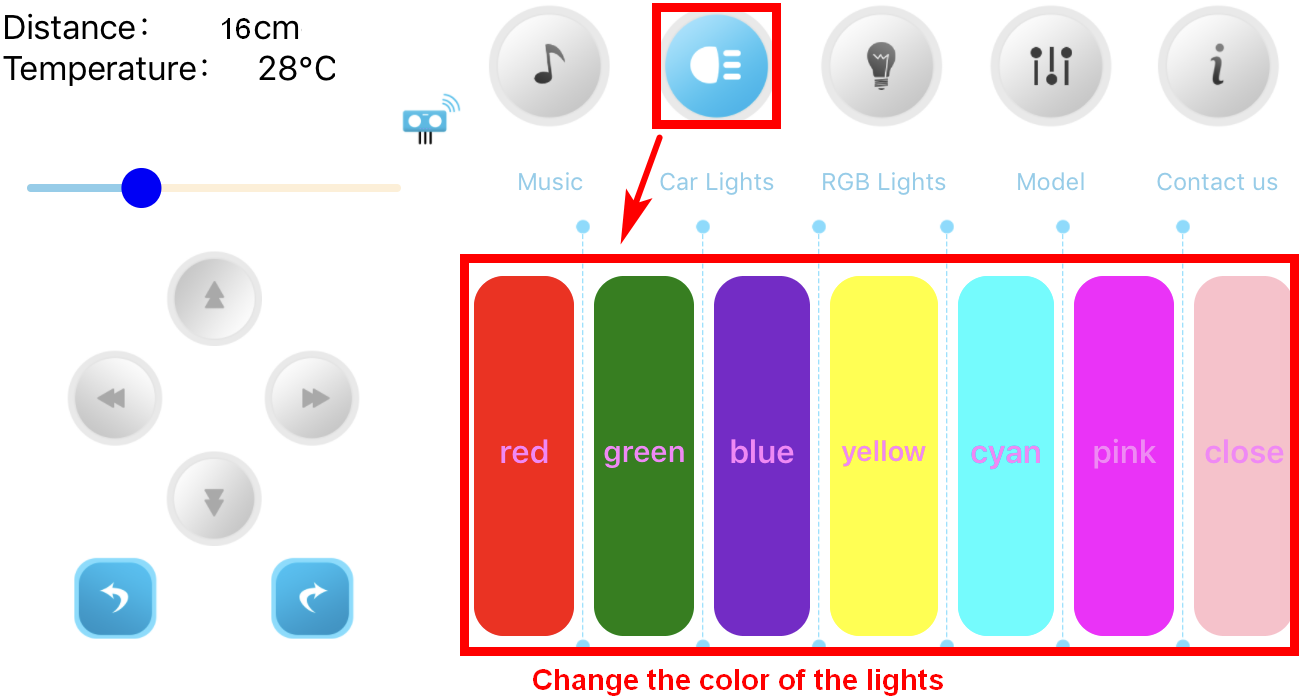 Distance： 16cm
Temperature： 28°C
Music Car Lights RGB Lights Model Contact us
red green blue yellow cyan pink close
Change the color of the lights